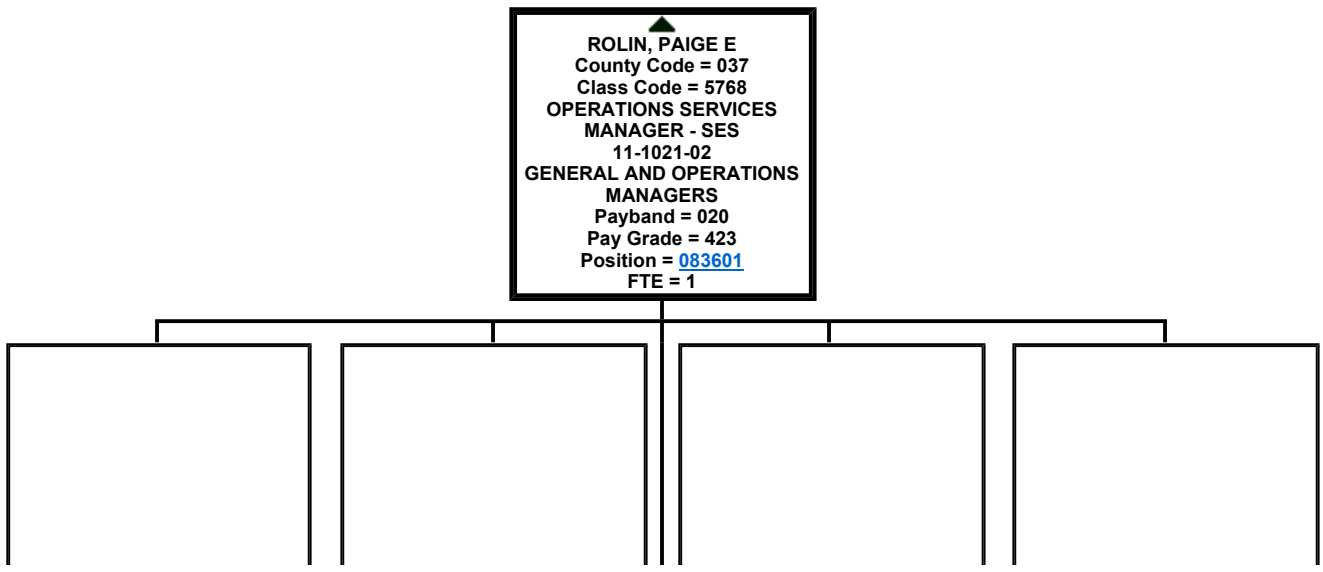 ROLIN, PAIGE E
County Code = 037
Class Code = 5768
OPERATIONS SERVICES
MANAGER - SES
11-1021-02
GENERAL AND OPERATIONS
MANAGERS
Payband = 020
Pay Grade = 423
Position = 083601
FTE = 1